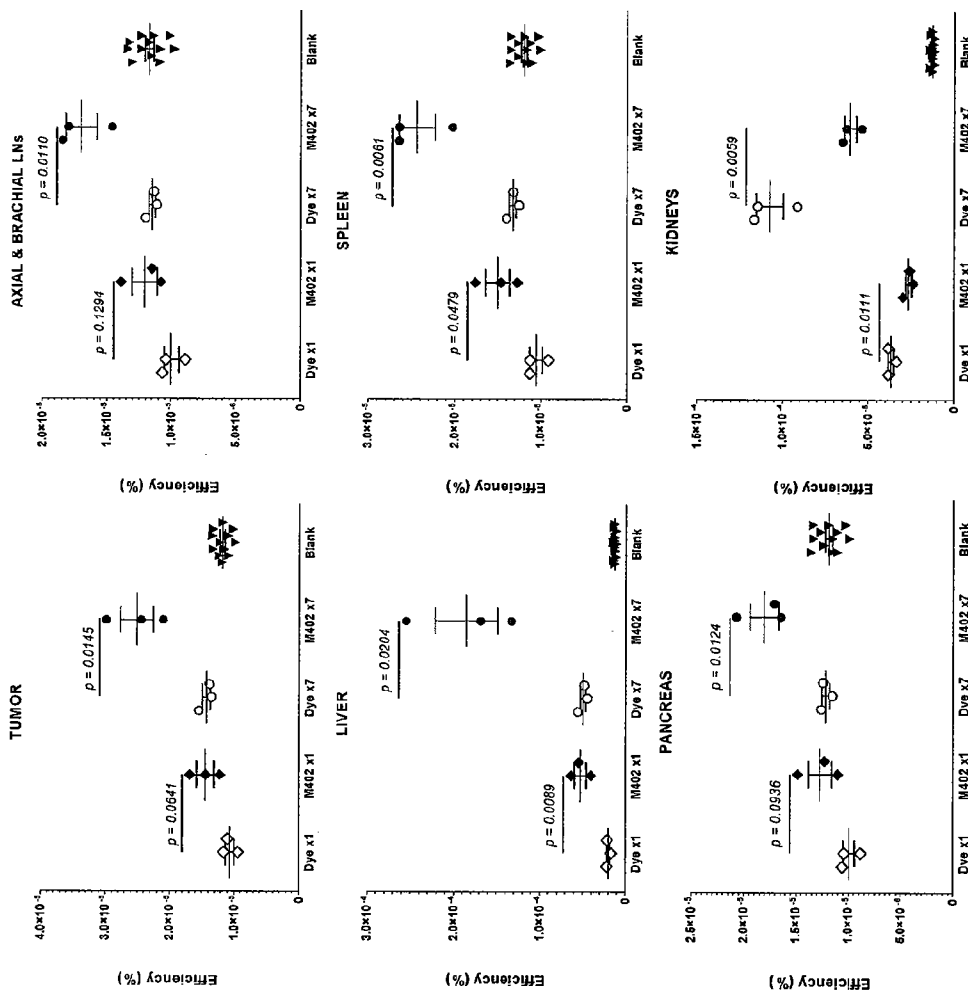 TUMOR
4.0×10⁻⁵
3.0×10⁻⁵
2.0×10⁻⁵
1.0×10⁻⁵
0
Efficiency (%)
p = 0.0641
p = 0.0145
Dye x1 M402 x1 Dye x7 M402 x7 Blank
AXIAL & BRACHIAL LNs
2.0×10⁻⁵
1.5×10⁻⁵
1.0×10⁻⁵
5.0×10⁻⁶
0
Efficiency (%)
p = 0.1294
p = 0.0110
Dye x1 M402 x1 Dye x7 M402 x7 Blank
LIVER
3.0×10⁻⁴
2.0×10⁻⁴
1.0×10⁻⁴
0
Efficiency (%)
p = 0.0089
p = 0.0204
Dye x1 M402 x1 Dye x7 M402 x7 Blank
SPLEEN
3.0×10⁻⁵
2.0×10⁻⁵
1.0×10⁻⁵
0
Efficiency (%)
p = 0.0479
p = 0.0061
Dye x1 M402 x1 Dye x7 M402 x7 Blank
PANCREAS
2.5×10⁻⁵
2.0×10⁻⁵
1.5×10⁻⁵
1.0×10⁻⁵
5.0×10⁻⁶
0
Efficiency (%)
p = 0.0936
p = 0.0124
Dye x1 M402 x1 Dye x7 M402 x7 Blank
KIDNEYS
1.5×10⁻⁴
1.0×10⁻⁴
5.0×10⁻⁵
0
Efficiency (%)
p = 0.0111
p = 0.0059
Dye x1 M402 x1 Dye x7 M402 x7 Blank